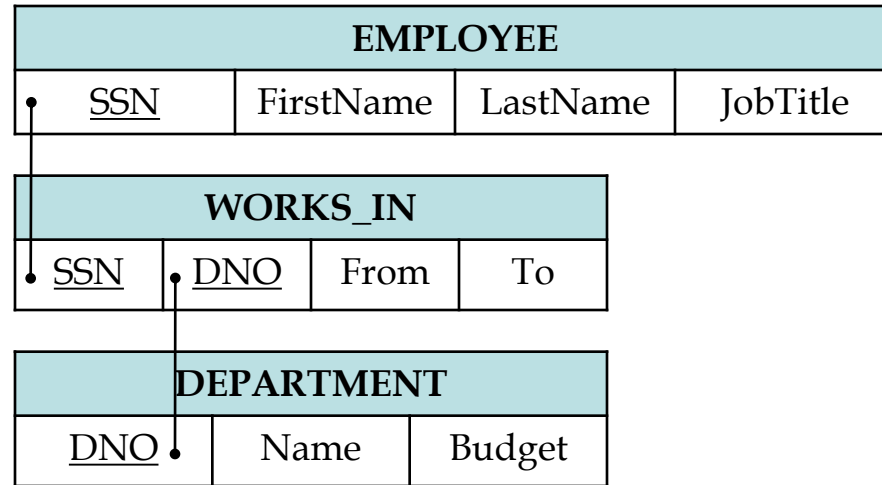 EMPLOYEE
SSN FirstName LastName JobTitle
WORKS_IN
SSN DNO From To
DEPARTMENT
DNO Name Budget